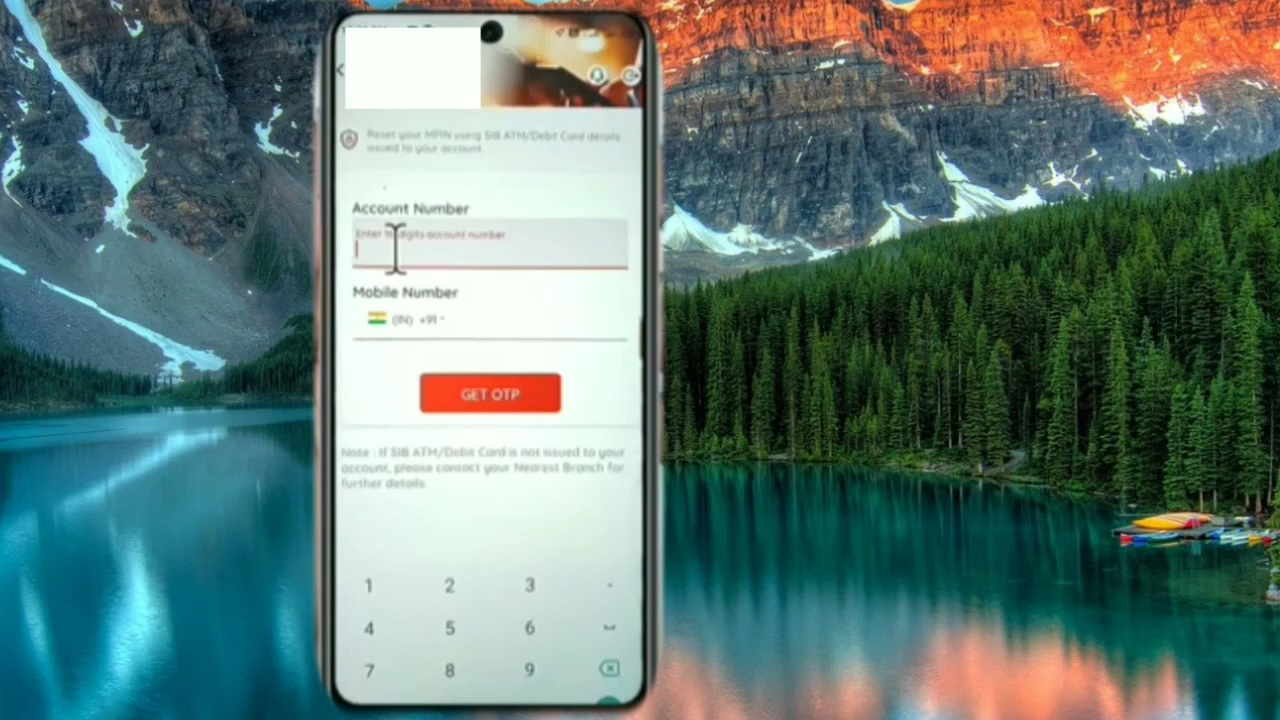 Reset your MPIN using SIB ATM/Debit Card details
issued to your account.
Account Number
Enter digits account number
Mobile Number
(IN) +91
GET OTP
Note : If SIB ATM/Debit Card is not issued to your
account, please contact your Nearest Branch for
further details.
1 2 3 -
4 5 6
7 8 9